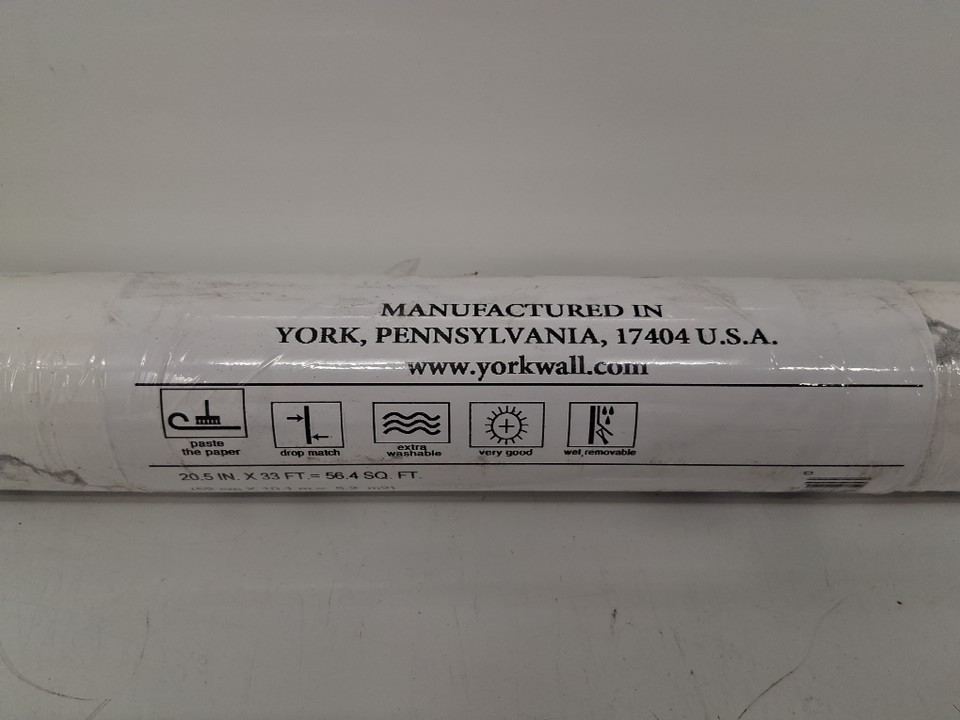 MANUFACTURED IN
YORK, PENNSYLVANIA, 17404 U.S.A.
www.yorkwall.com
paste
the paper
drop match
extra
washable
very good
wet removable
20.5 IN. X 33 FT.= 56.4 SQ. FT.